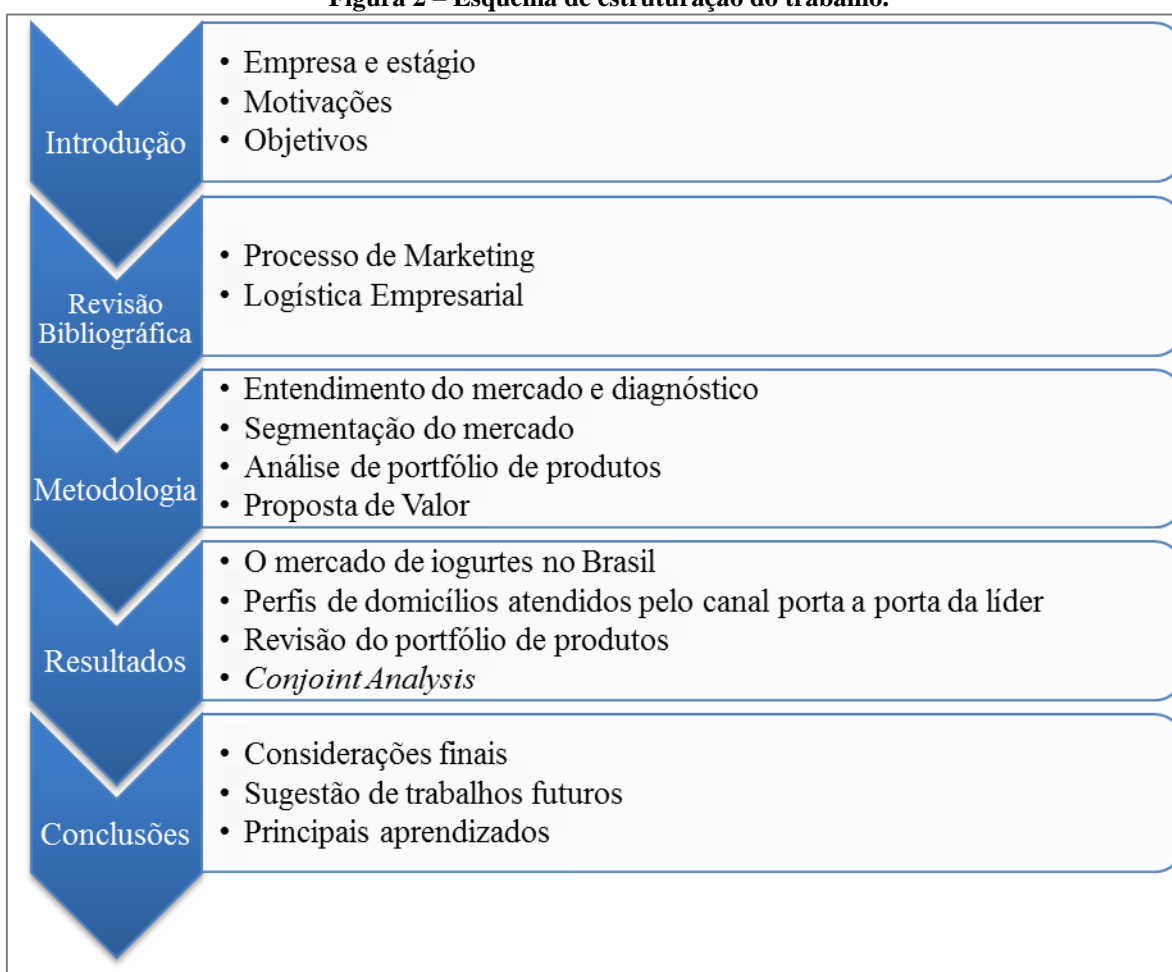 Figura 2 – Esquema de estruturação do trabalho.
Introdução
• Empresa e estágio
• Motivações
• Objetivos
Revisão
Bibliográfica
• Processo de Marketing
• Logística Empresarial
Metodologia
• Entendimento do mercado e diagnóstico
• Segmentação do mercado
• Análise de portfólio de produtos
• Proposta de Valor
Resultados
• O mercado de iogurtes no Brasil
• Perfis de domicílios atendidos pelo canal porta a porta da líder
• Revisão do portfólio de produtos
• Conjoint Analysis
Conclusões
• Considerações finais
• Sugestão de trabalhos futuros
• Principais aprendizados